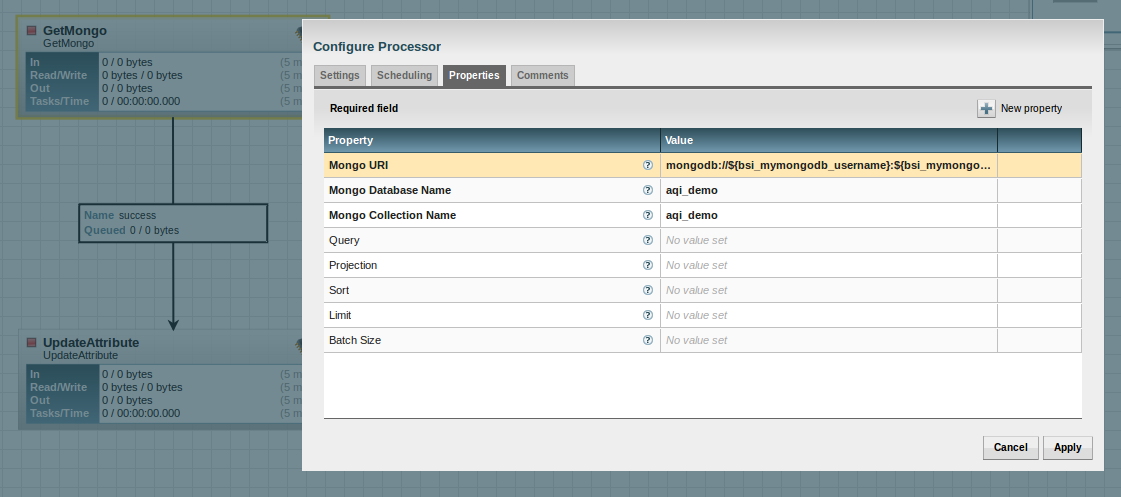 GetMongo
GetMongo
In 0 / 0 bytes (5 m
Read/Write 0 bytes / 0 bytes (5 m
Out 0 / 0 bytes (5 m
Tasks/Time 0 / 00:00:00.000 (5 m
Name success
Queued 0 / 0 bytes
UpdateAttribute
UpdateAttribute
In 0 / 0 bytes (5 m
Read/Write 0 bytes / 0 bytes (5 m
Out 0 / 0 bytes (5 m
Tasks/Time 0 / 00:00:00.000 (5 m
Configure Processor
Settings Scheduling Properties Comments
Required field New property
Property Value
Mongo URI ? mongodb://${bsi_mymongodb_username}:${bsi_mymongo...
Mongo Database Name ? aqi_demo
Mongo Collection Name ? aqi_demo
Query ? No value set
Projection ? No value set
Sort ? No value set
Limit ? No value set
Batch Size ? No value set
Cancel Apply